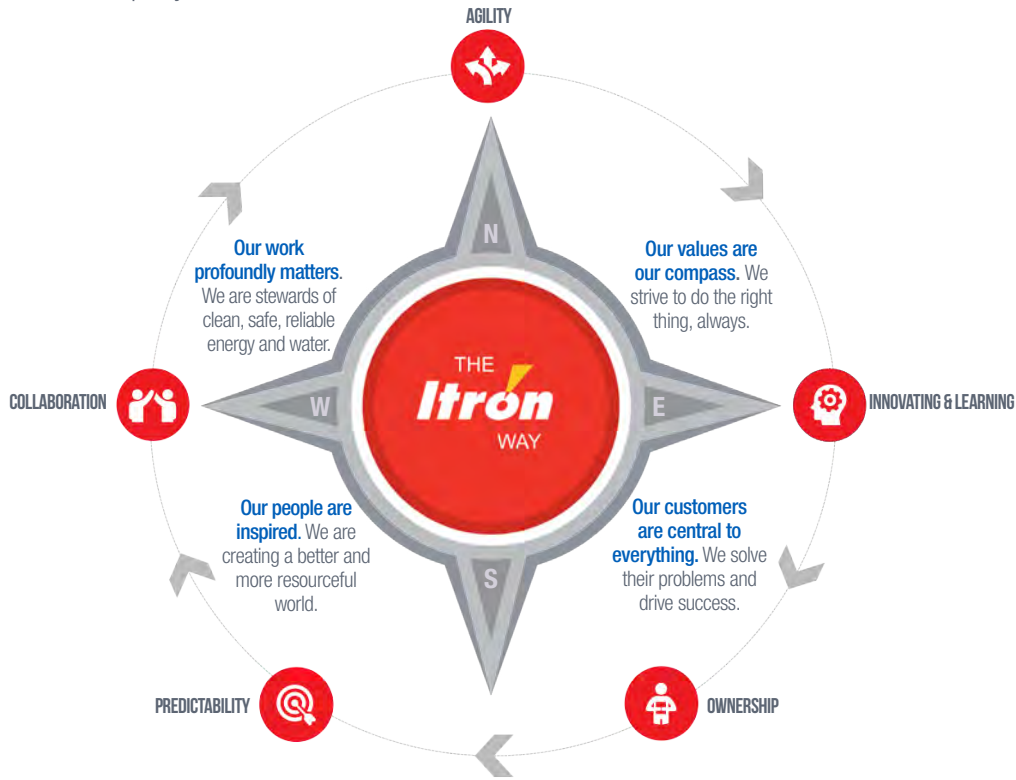 AGILITY
N
Our work
profoundly matters.
We are stewards of
clean, safe, reliable
energy and water.
Our values are
our compass. We
strive to do the right
thing, always.
COLLABORATION
W
THE
Itrón
WAY
E
INNOVATING & LEARNING
Our people are
inspired. We are
creating a better and
more resourceful
world.
Our customers
are central to
everything. We solve
their problems and
drive success.
S
PREDICTABILITY
OWNERSHIP